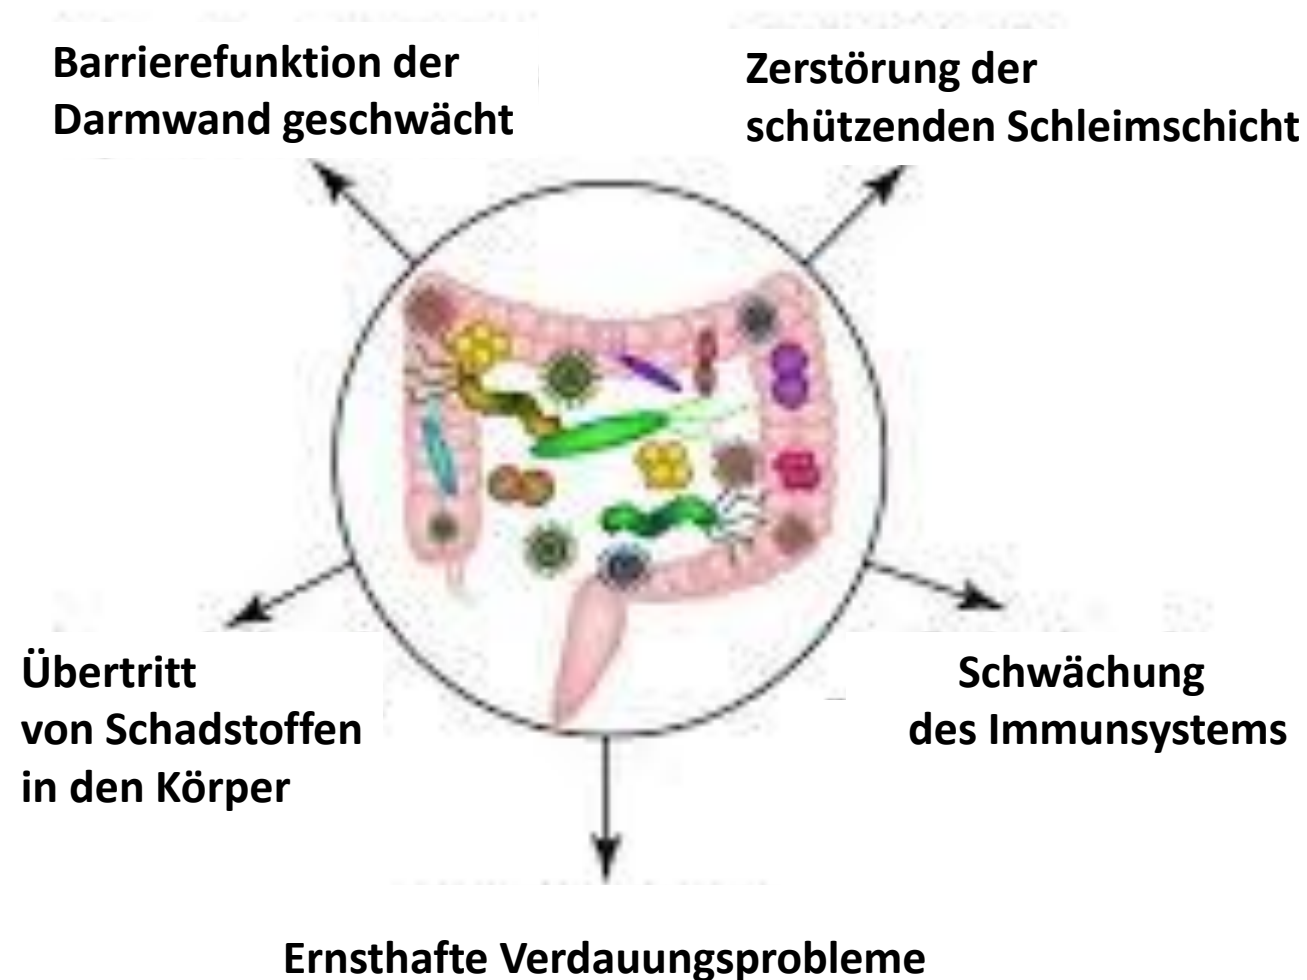 Barrierefunktion der
Darmwand geschwächt
Zerstörung der
schützenden Schleimschicht
Übertritt
von Schadstoffen
in den Körper
Schwächung
des Immunsystems
Ernsthafte Verdauungsprobleme